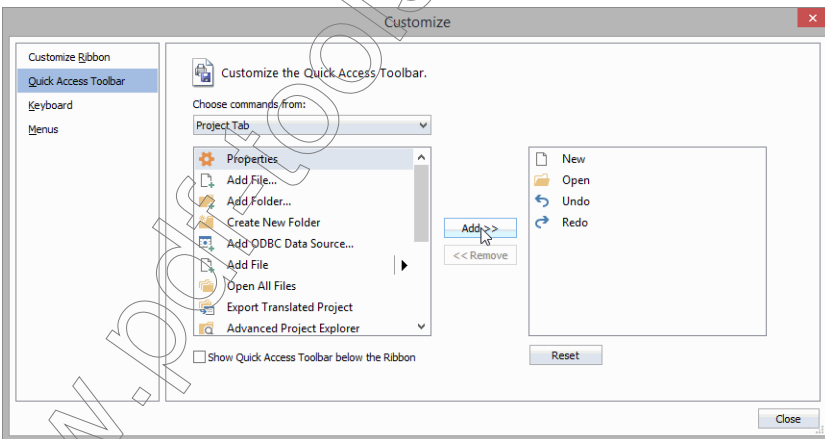 Customize
Customize Ribbon
Quick Access Toolbar
Keyboard
Menus
Customize the Quick Access Toolbar.
Choose commands from:
Project Tab
Properties
Add File...
Add Folder...
Create New Folder
Add ODBC Data Source...
Add File
Open All Files
Export Translated Project
Advanced Project Explorer
Add >>
<< Remove
New
Open
Undo
Redo
Show Quick Access Toolbar below the Ribbon
Reset
Close
w.pdf-tools